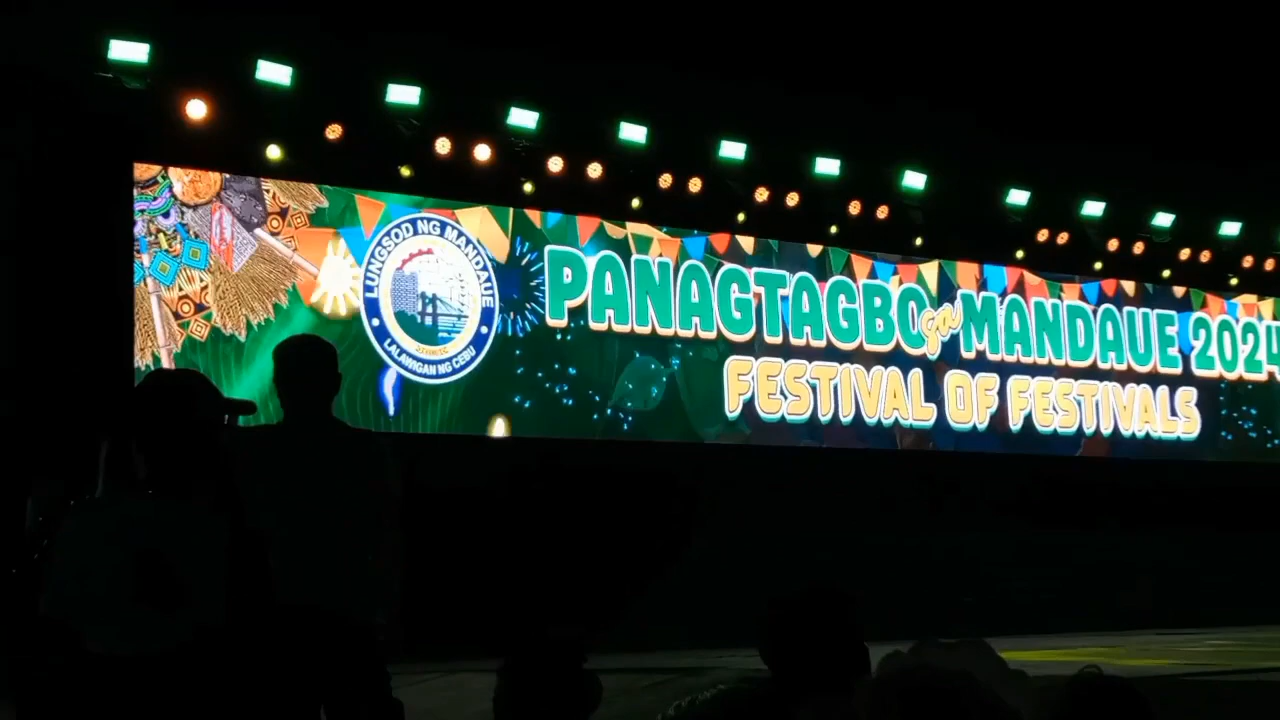 LUNGSOD NG MANDAUE
LALAWIGAN NG CEBU
PANAGTAGBO sa MANDAUE 2024
FESTIVAL OF FESTIVALS